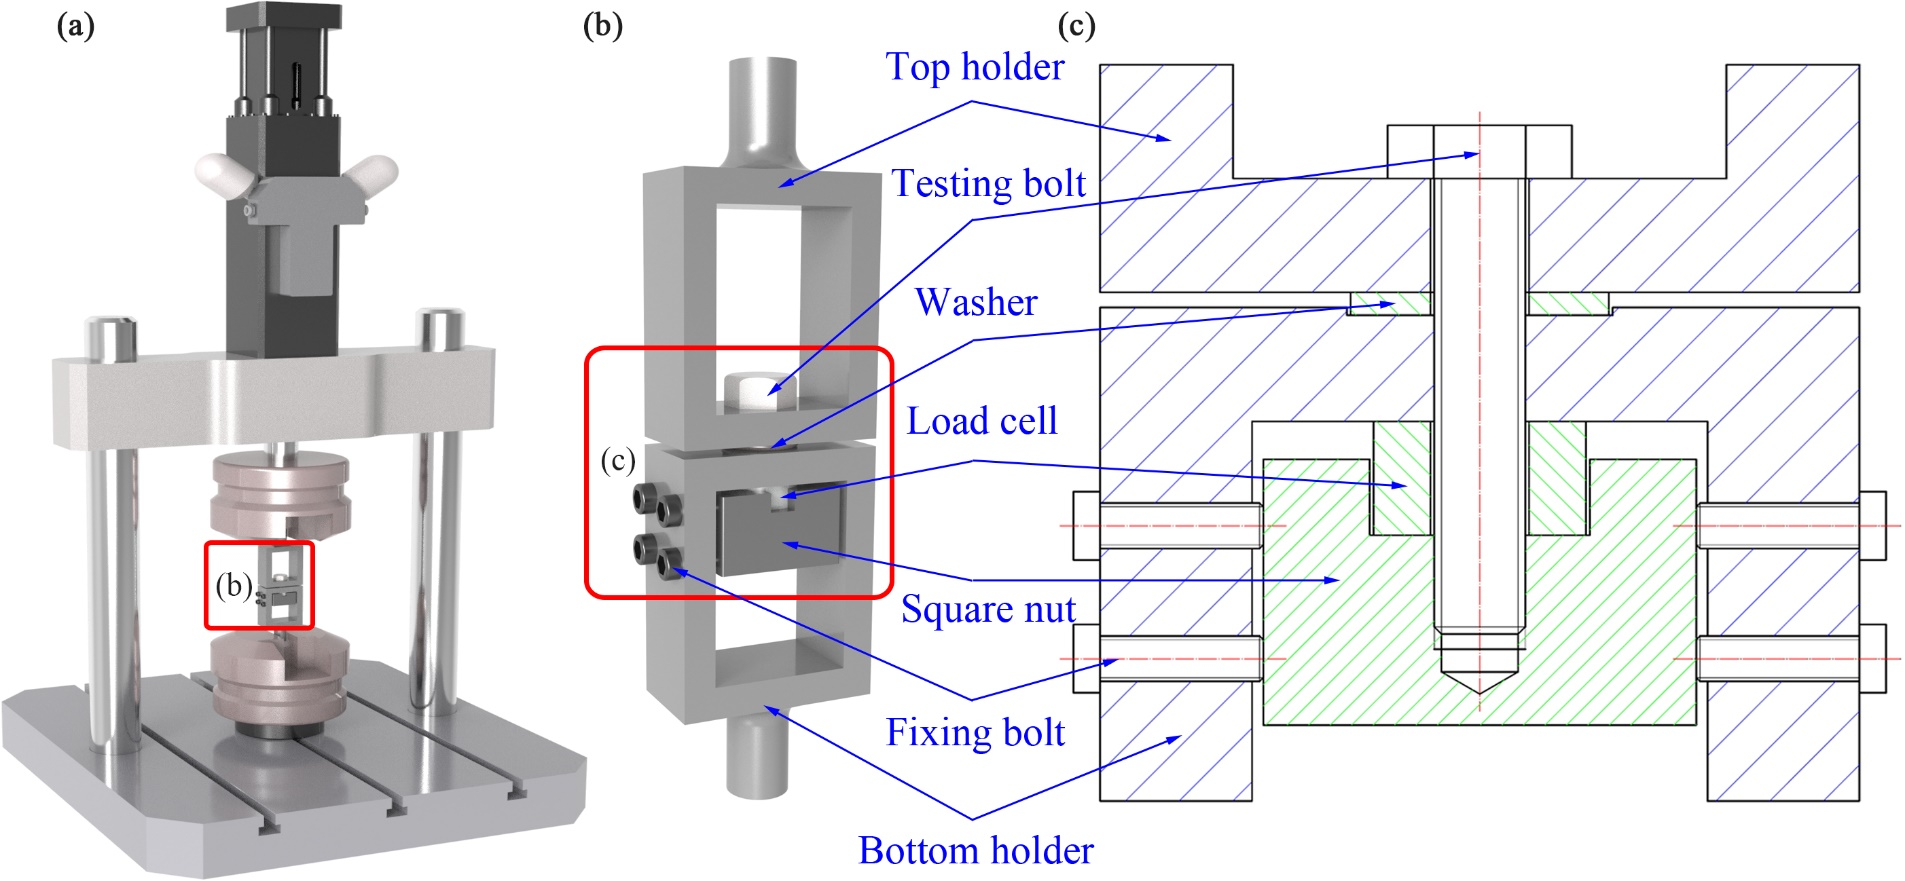 (a)
(b)
(c)
Top holder
Testing bolt
Washer
Load cell
(c)
(b)
Square nut
Fixing bolt
Bottom holder